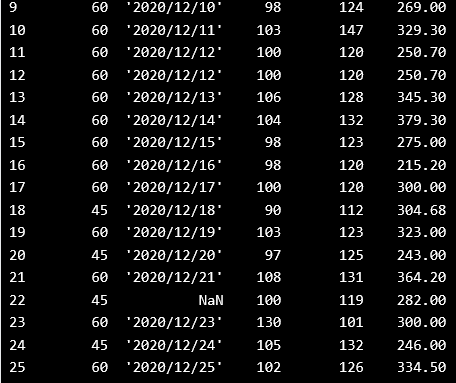 9 60 '2020/12/10' 98 124 269.00
10 60 '2020/12/11' 103 147 329.30
11 60 '2020/12/12' 100 120 250.70
12 60 '2020/12/12' 100 120 250.70
13 60 '2020/12/13' 106 128 345.30
14 60 '2020/12/14' 104 132 379.30
15 60 '2020/12/15' 98 123 275.00
16 60 '2020/12/16' 98 120 215.20
17 60 '2020/12/17' 100 120 300.00
18 45 '2020/12/18' 90 112 304.68
19 60 '2020/12/19' 103 123 323.00
20 45 '2020/12/20' 97 125 243.00
21 60 '2020/12/21' 108 131 364.20
22 45 NaN 100 119 282.00
23 60 '2020/12/23' 130 101 300.00
24 45 '2020/12/24' 105 132 246.00
25 60 '2020/12/25' 102 126 334.50